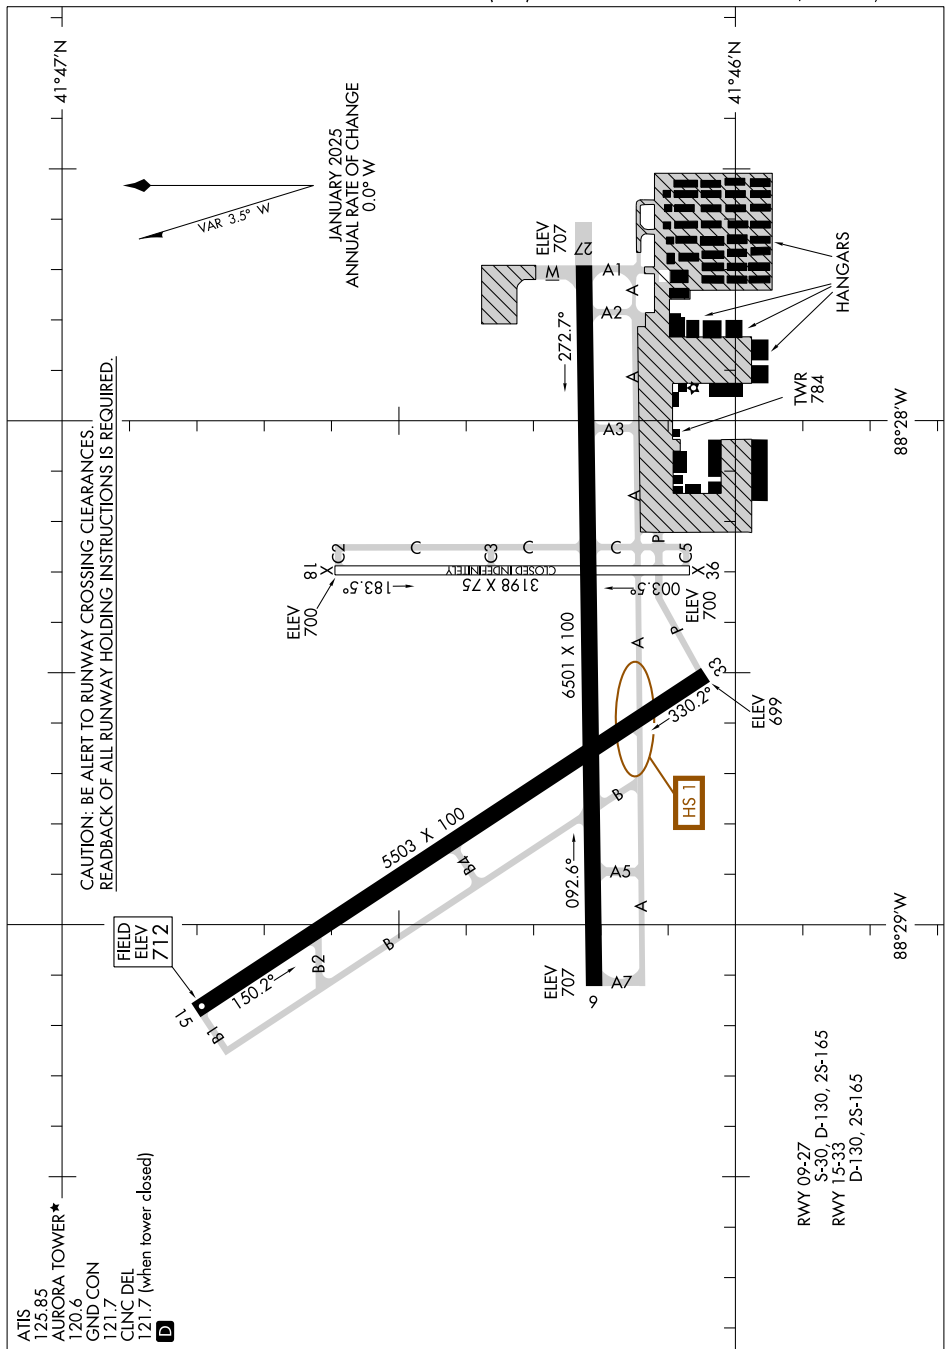 ATIS
125.85
AURORA TOWER★
120.6
GND CON
121.7
CLNC DEL
121.7 (when tower closed)
D
CAUTION: BE ALERT TO RUNWAY CROSSING CLEARANCES.
READBACK OF ALL RUNWAY HOLDING INSTRUCTIONS IS REQUIRED.
41°47'N
VAR 3.5° W
JANUARY 2025
ANNUAL RATE OF CHANGE
0.0° W
FIELD
ELEV
712
15
150.2°
B1
B2
B
B4
5503 X 100
B
ELEV
700
18
X
183.5°
C2
C
C3
C
C
C5
3198 X 75
CLOSED INDEFINITELY
003.5°
X
36
ELEV
700
ELEV
707
9
092.6°
6501 X 100
272.7°
27
ELEV
707
M
A7
A
A5
A
A
A3
A
A2
A
A1
P
P
HS 1
330.2°
33
ELEV
699
TWR
784
HANGARS
41°46'N
88°28'W
88°29'W
RWY 09-27
S-30, D-130, 2S-165
RWY 15-33
D-130, 2S-165